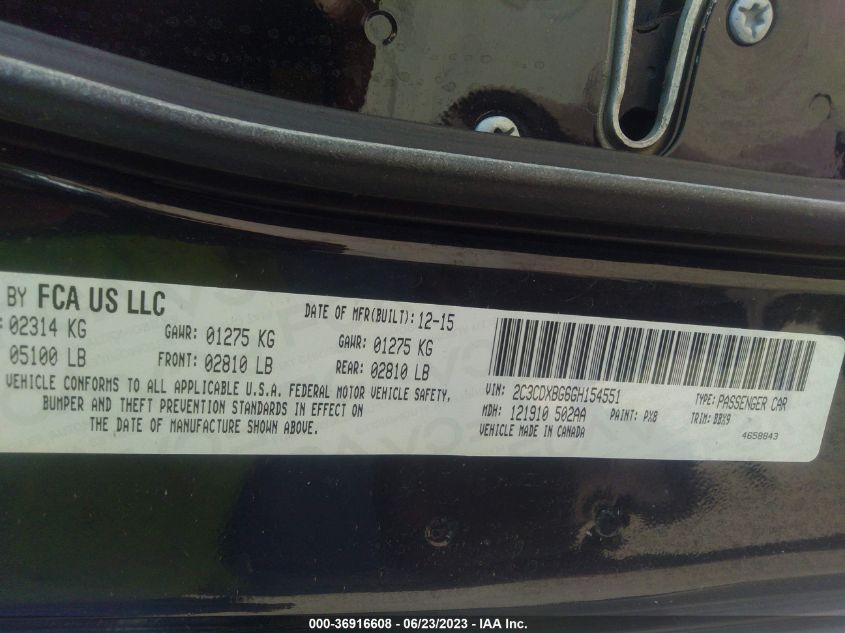 BY FCA US LLC
DATE OF MFR(BUILT): 12-15
02314 KG GAWR: 01275 KG GAWR: 01275 KG
05100 LB FRONT: 02810 LB REAR: 02810 LB
VEHICLE CONFORMS TO ALL APPLICABLE U.S.A. FEDERAL MOTOR VEHICLE SAFETY,
BUMPER AND THEFT PREVENTION STANDARDS IN EFFECT ON
THE DATE OF MANUFACTURE SHOWN ABOVE.
VIN: 2C3CDXBG6GH154551 TYPE: PASSENGER CAR
MDH: 121910 502AA PAINT: PX8 TRIM: BBX9
VEHICLE MADE IN CANADA 4658843
000-36916608 - 06/23/2023 - IAA Inc.